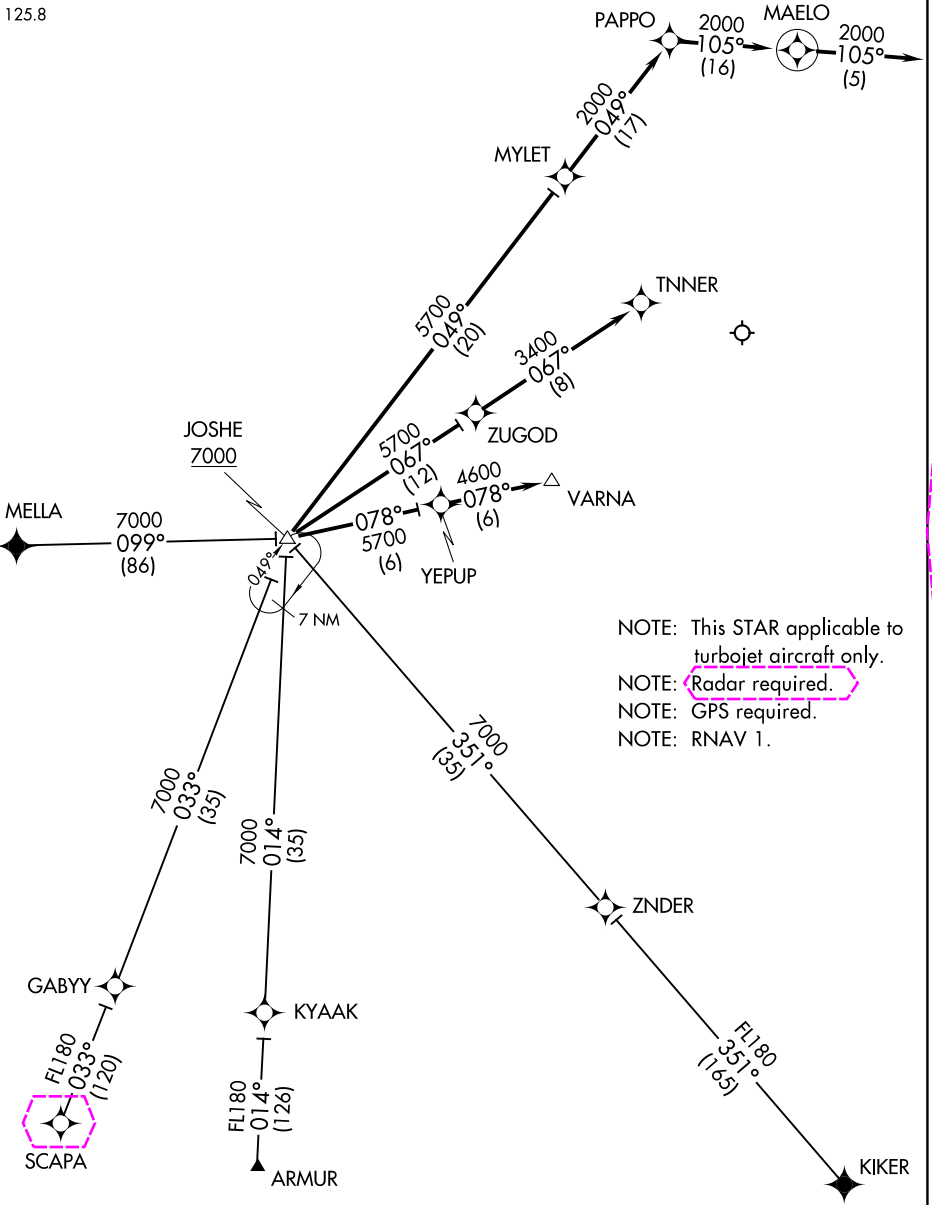 125.8
PAPPO
2000
105°
(16)
MAELO
2000
105°
(5)
2000
049°
(17)
MYLET
5700
049°
(20)
TNNER
3400
067°
(8)
ZUGOD
5700
067°
(12)
JOSHE
7000
4600
078°
(6)
VARNA
078°
5700
(6)
YEPUP
MELLA
7000
099°
(86)
049°
7 NM
NOTE: This STAR applicable to
turbojet aircraft only.
NOTE: Radar required.
NOTE: GPS required.
NOTE: RNAV 1.
7000
351°
(35)
7000
033°
(35)
7000
014°
(35)
ZNDER
GABYY
KYAAK
FL180
033°
(120)
FL180
014°
(126)
FL180
351°
(165)
SCAPA
ARMUR
KIKER